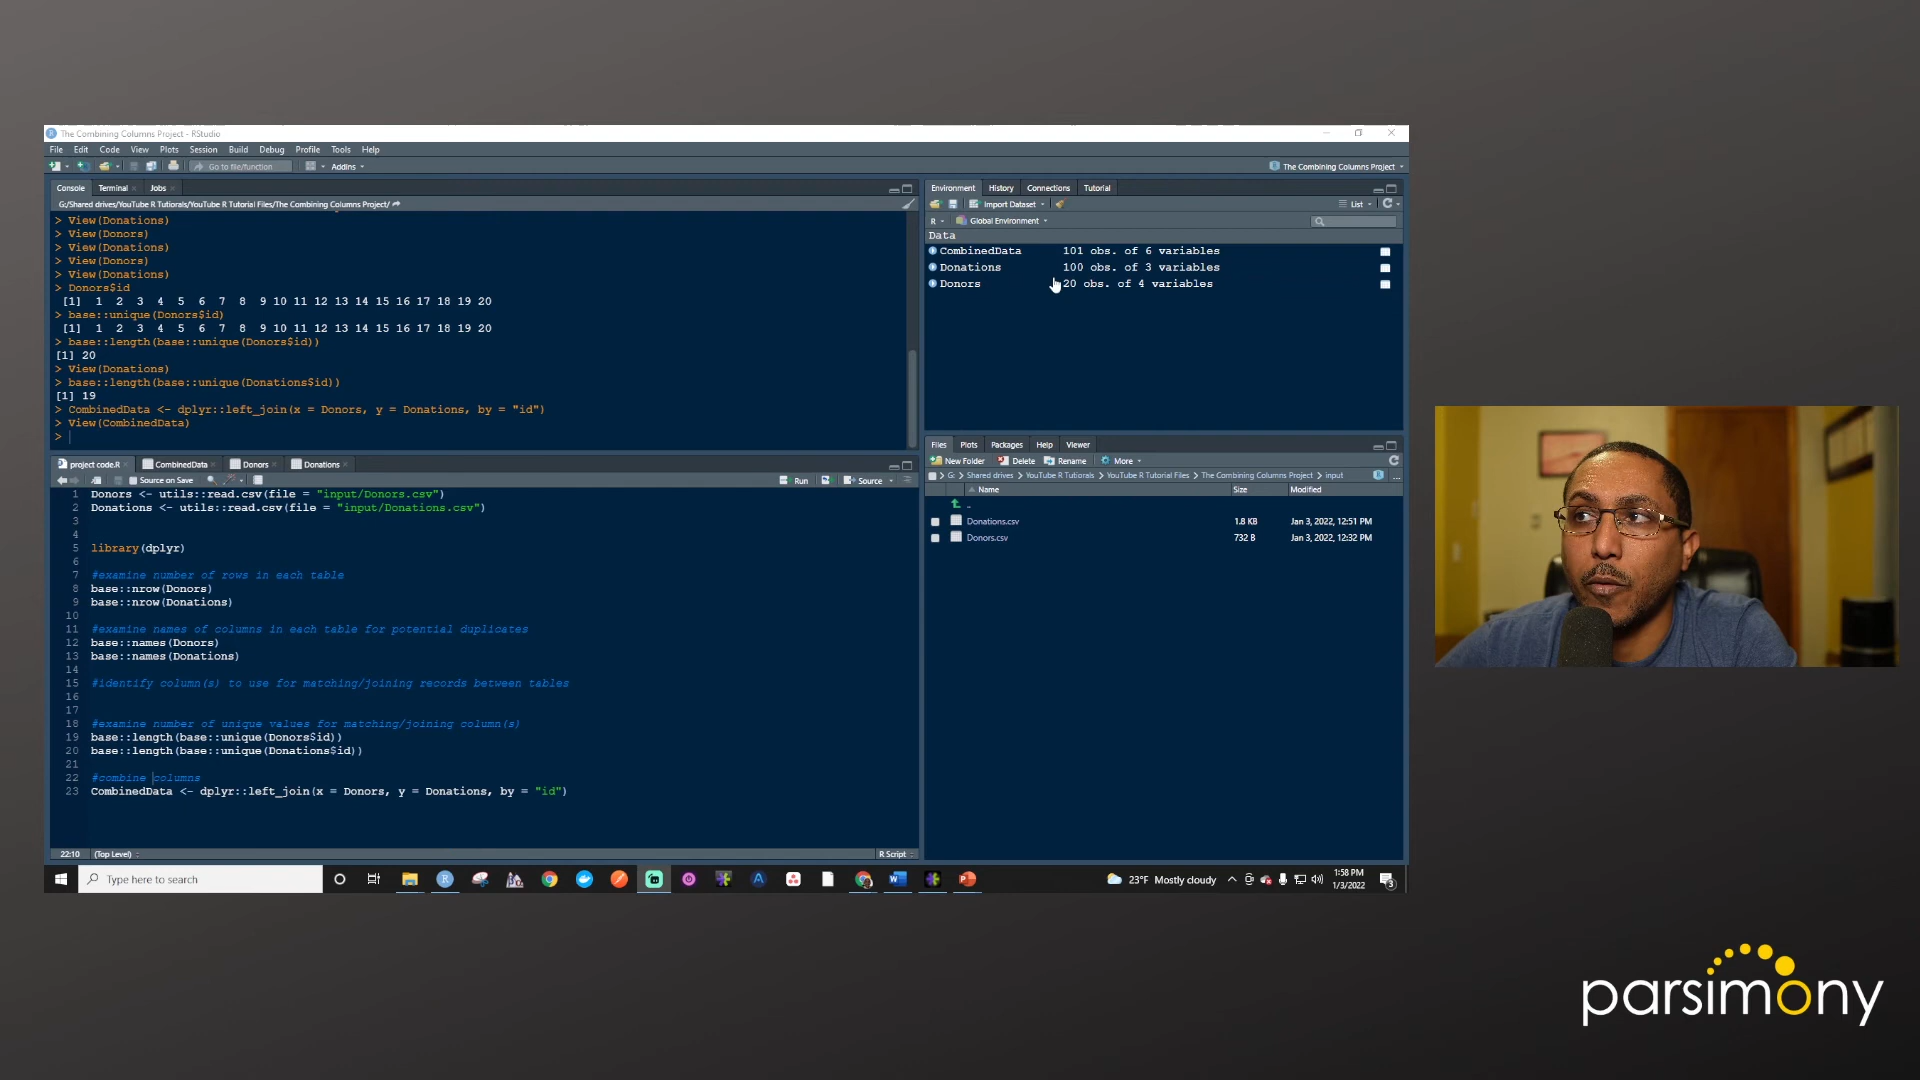 The Combining Columns Project - RStudio
File Edit Code View Plots Session Build Debug Profile Tools Help
Go to file/function Addins The Combining Columns Project
Console Terminal Jobs
G:/Shared drives/YouTube R Tutiorals/YouTube R Tutorial Files/The Combining Columns Project/
> View(Donations)
> View(Donors)
> View(Donations)
> View(Donors)
> View(Donations)
> Donors$id
[1] 1 2 3 4 5 6 7 8 9 10 11 12 13 14 15 16 17 18 19 20
> base::unique(Donors$id)
[1] 1 2 3 4 5 6 7 8 9 10 11 12 13 14 15 16 17 18 19 20
> base::length(base::unique(Donors$id))
[1] 20
> View(Donations)
> base::length(base::unique(Donations$id))
[1] 19
> CombinedData <- dplyr::left_join(x = Donors, y = Donations, by = "id")
> View(CombinedData)
>
project code.R CombinedData Donors Donations
Source on Save Run Source
1 Donors <- utils::read.csv(file = "input/Donors.csv")
2 Donations <- utils::read.csv(file = "input/Donations.csv")
3
4
5 library(dplyr)
6
7 #examine number of rows in each table
8 base::nrow(Donors)
9 base::nrow(Donations)
10
11 #examine names of columns in each table for potential duplicates
12 base::names(Donors)
13 base::names(Donations)
14
15 #identify column(s) to use for matching/joining records between tables
16
17
18 #examine number of unique values for matching/joining column(s)
19 base::length(base::unique(Donors$id))
20 base::length(base::unique(Donations$id))
21
22 #combine columns
23 CombinedData <- dplyr::left_join(x = Donors, y = Donations, by = "id")
22:10 (Top Level) R Script
Environment History Connections Tutorial
Import Dataset List
R Global Environment
Data
CombinedData 101 obs. of 6 variables
Donations 100 obs. of 3 variables
Donors 20 obs. of 4 variables
Files Plots Packages Help Viewer
New Folder Delete Rename More
G: Shared drives YouTube R Tutiorals YouTube R Tutorial Files The Combining Columns Project input
Name Size Modified
..
Donations.csv 1.8 KB Jan 3, 2022, 12:51 PM
Donors.csv 732 B Jan 3, 2022, 12:32 PM
Type here to search
23°F Mostly cloudy
1:58 PM
1/3/2022
3
parsimony